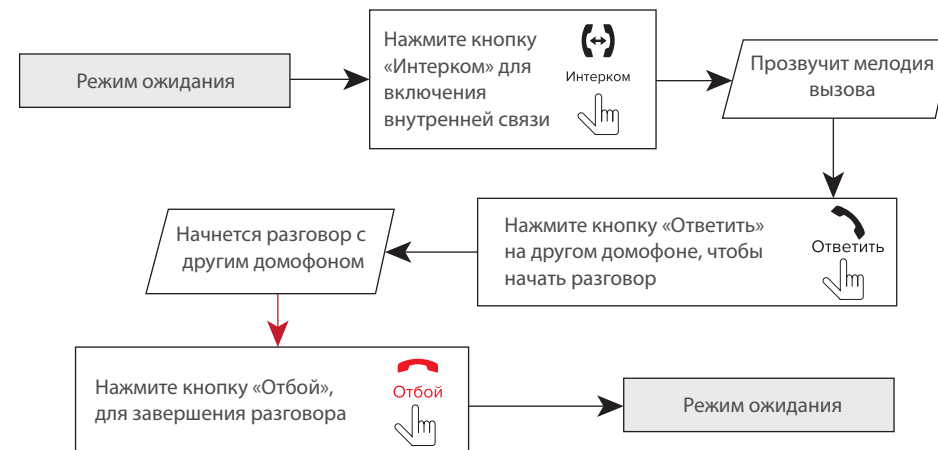 Режим ожидания
Нажмите кнопку
«Интерком» для
включения
внутренней связи
Интерком
Прозвучит мелодия
вызова
Нажмите кнопку «Ответить»
на другом домофоне, чтобы
начать разговор
Ответить
Начнется разговор с
другим домофоном
Нажмите кнопку «Отбой»,
для завершения разговора
Отбой
Режим ожидания